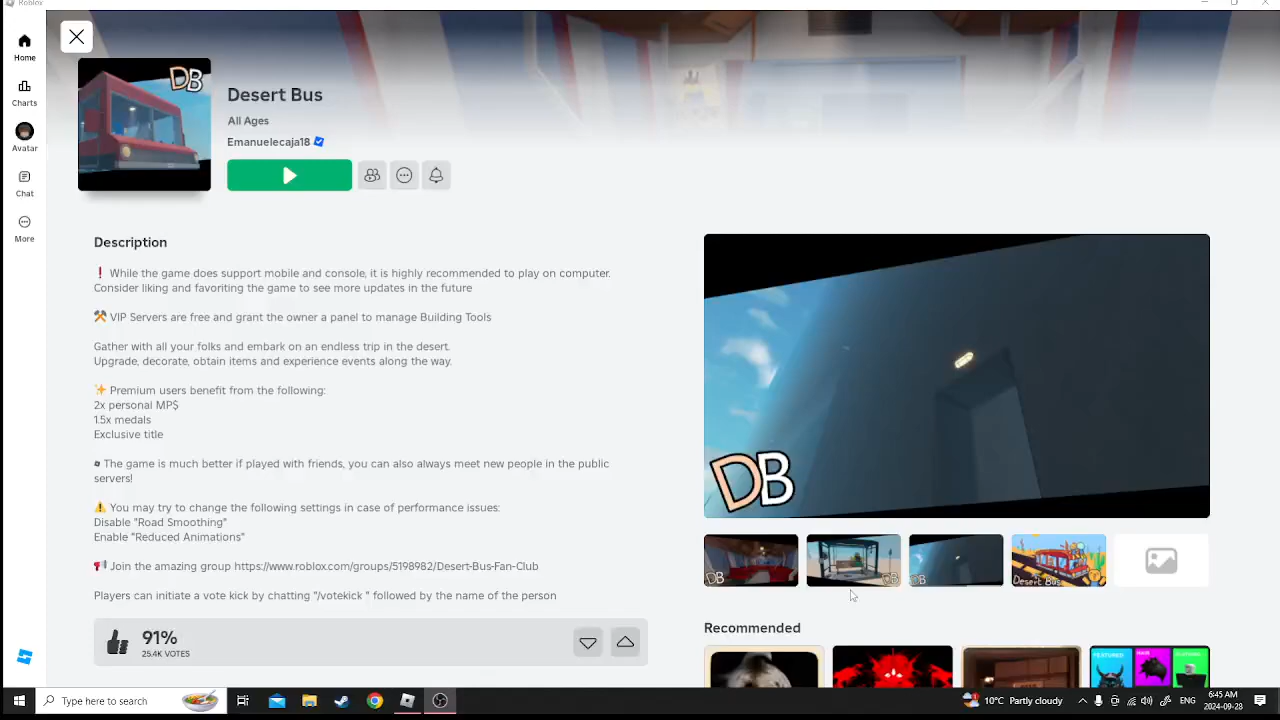 Roblox
Home
Charts
Avatar
Chat
More
DB
Desert Bus
All Ages
Emanuelecaja18
Description
❗ While the game does support mobile and console, it is highly recommended to play on computer.
Consider liking and favoriting the game to see more updates in the future
⚒️ VIP Servers are free and grant the owner a panel to manage Building Tools
Gather with all your folks and embark on an endless trip in the desert.
Upgrade, decorate, obtain items and experience events along the way.
✨ Premium users benefit from the following:
2x personal MP$
1.5x medals
Exclusive title
The game is much better if played with friends, you can also always meet new people in the public
servers!
⚠️ You may try to change the following settings in case of performance issues:
Disable "Road Smoothing"
Enable "Reduced Animations"
📢 Join the amazing group https://www.roblox.com/groups/5198982/Desert-Bus-Fan-Club
Players can initiate a vote kick by chatting "/votekick " followed by the name of the person
91%
25.4K VOTES
DB
DB
DB
DB
Desert Bus
Recommended
FEATURED
HAIR
Type here to search
10°C Partly cloudy
ENG
6:45 AM
2024-09-28